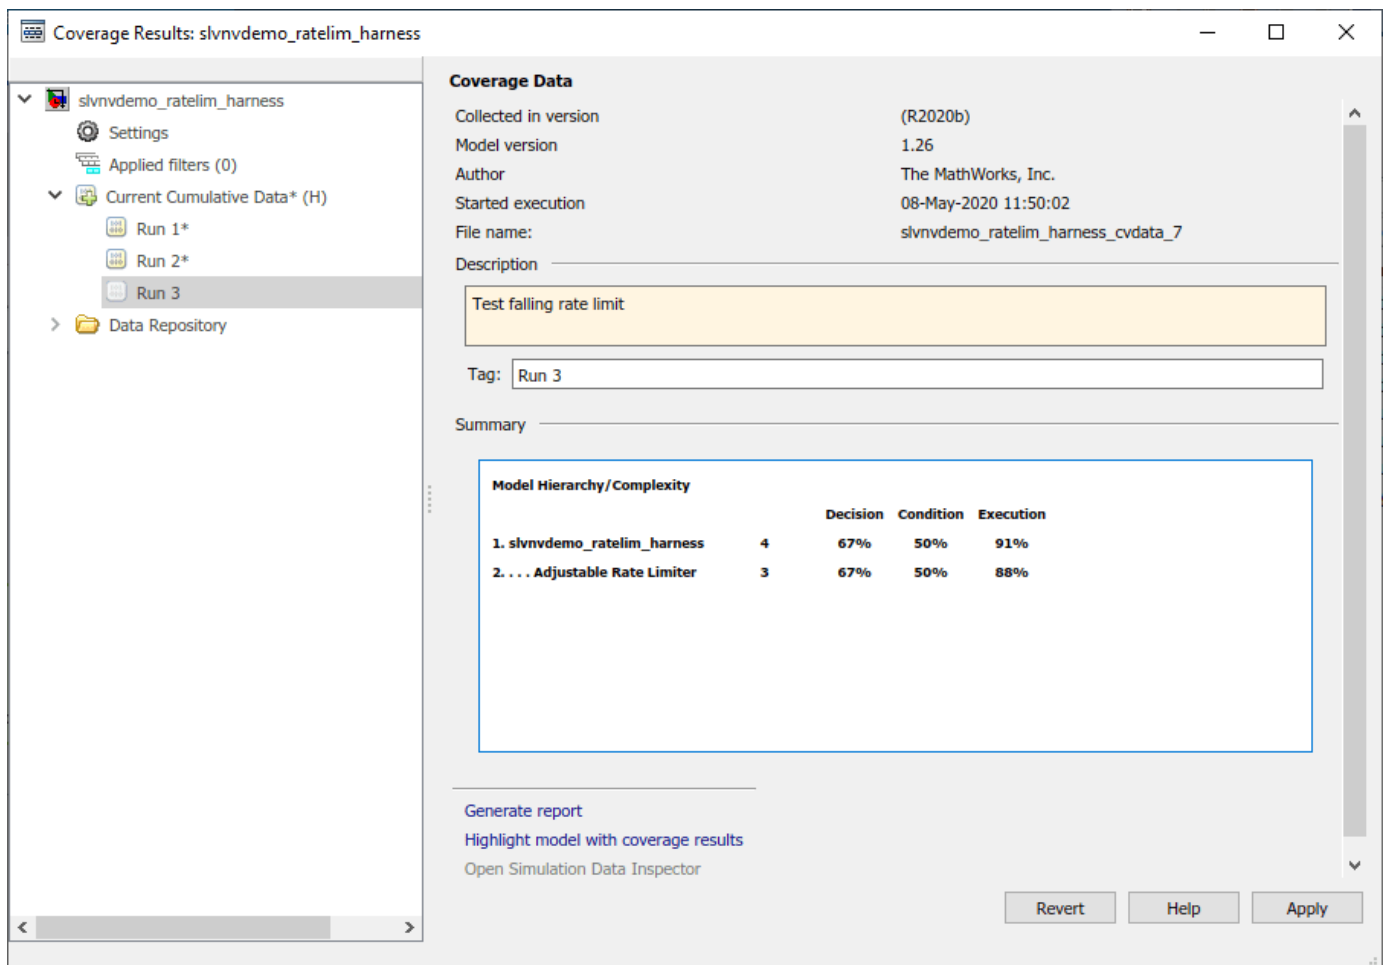 Coverage Results: slvnvdemo_ratelim_harness
slvnvdemo_ratelim_harness
Settings
Applied filters (0)
Current Cumulative Data* (H)
Run 1*
Run 2*
Run 3
Data Repository
Coverage Data
Collected in version (R2020b)
Model version 1.26
Author The MathWorks, Inc.
Started execution 08-May-2020 11:50:02
File name: slvnvdemo_ratelim_harness_cvdata_7
Description
Test falling rate limit
Tag: Run 3
Summary
Model Hierarchy/Complexity
Decision Condition Execution
1. slvnvdemo_ratelim_harness 4 67% 50% 91%
2. . . . Adjustable Rate Limiter 3 67% 50% 88%
Generate report
Highlight model with coverage results
Open Simulation Data Inspector
Revert Help Apply